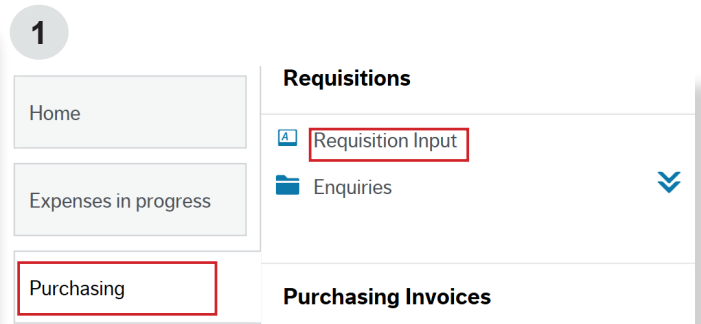 1
Requisitions
Home
A
Requisition Input
Enquiries
Expenses in progress
Purchasing
Purchasing Invoices